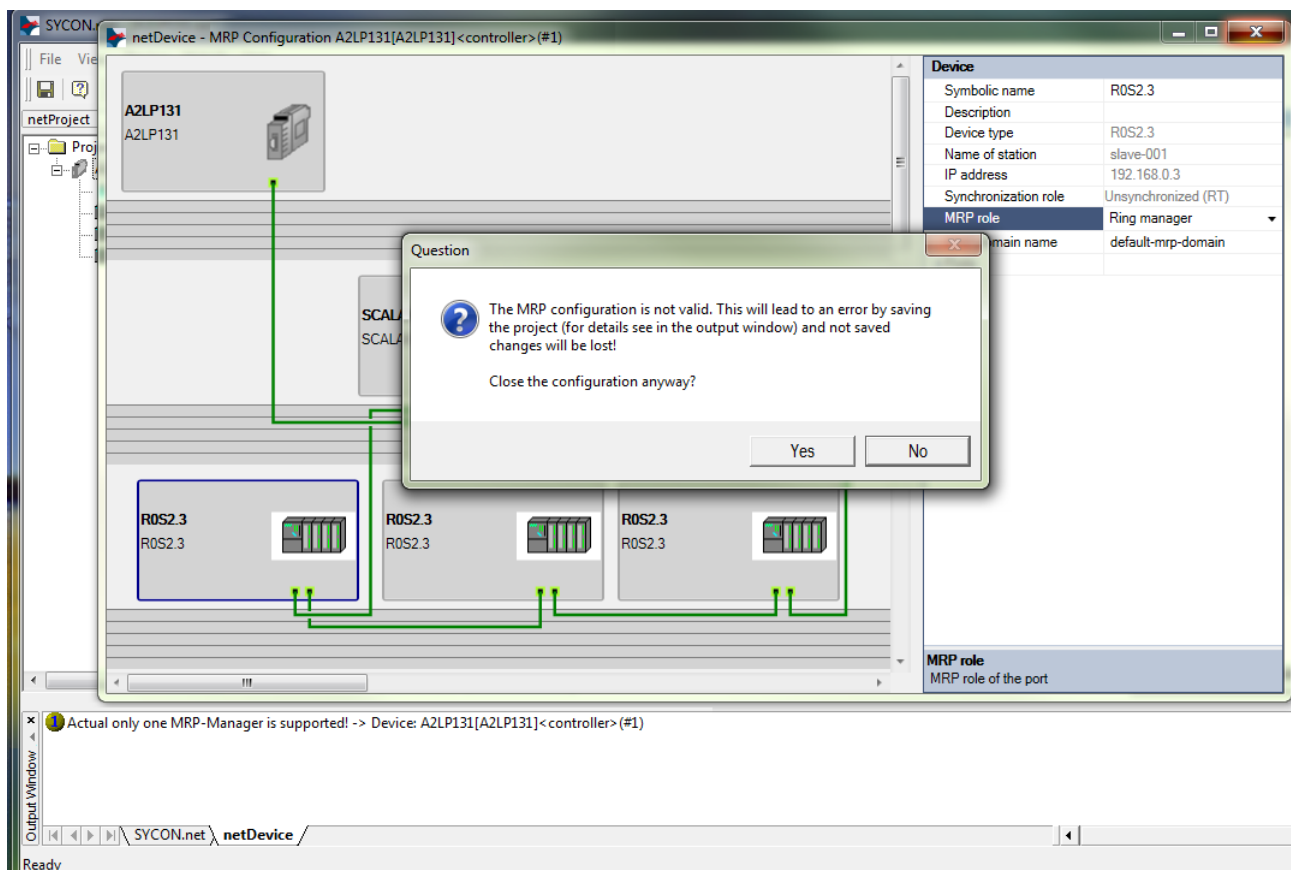 SYCON.
netDevice - MRP Configuration A2LP131[A2LP131]<controller>(#1)
File Vie
netProject
Proj
A2LP131
A2LP131
SCALA
SCALA
R0S2.3
R0S2.3
R0S2.3
R0S2.3
R0S2.3
R0S2.3
Device
Symbolic name R0S2.3
Description
Device type R0S2.3
Name of station slave-001
IP address 192.168.0.3
Synchronization role Unsynchronized (RT)
MRP role Ring manager
main name default-mrp-domain
Question
The MRP configuration is not valid. This will lead to an error by saving
the project (for details see in the output window) and not saved
changes will be lost!
Close the configuration anyway?
Yes No
MRP role
MRP role of the port
1 Actual only one MRP-Manager is supported! -> Device: A2LP131[A2LP131]<controller>(#1)
Output Window
SYCON.net netDevice
Ready